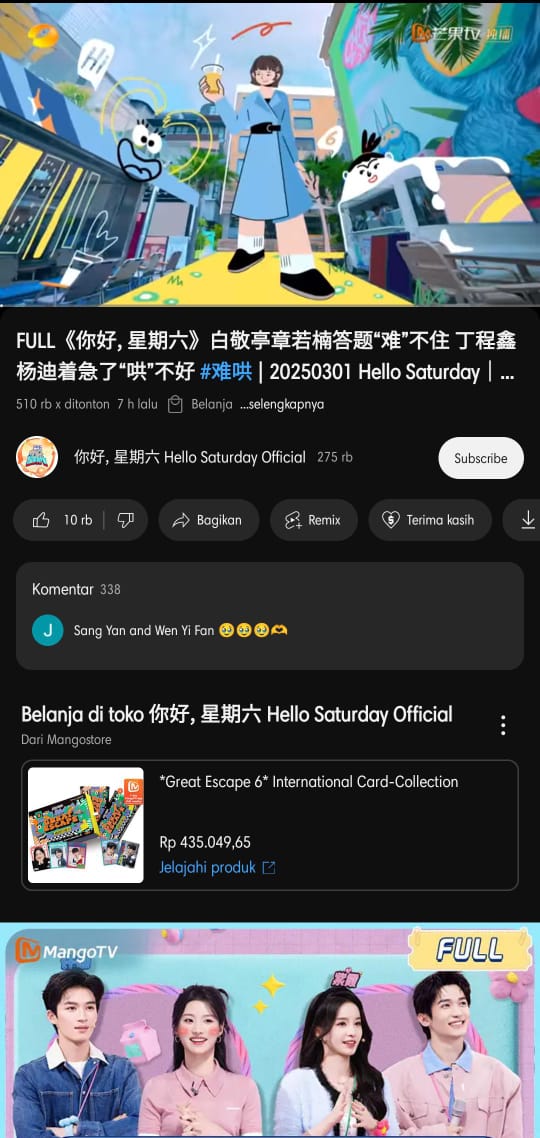 Hi
芒果tv 独播
6
FULL《你好, 星期六》白敬亭章若楠答题“难”不住 丁程鑫
杨迪着急了“哄”不好 #难哄 | 20250301 Hello Saturday｜...
510 rb x ditonton 7 h lalu Belanja ...selengkapnya
你好, 星期六 Hello Saturday Official 275 rb
Subscribe
10 rb
Bagikan
Remix
Terima kasih
Komentar 338
J
Sang Yan and Wen Yi Fan 🥹🥹🥹🫶
Belanja di toko 你好, 星期六 Hello Saturday Official
Dari Mangostore
*Great Escape 6* International Card-Collection
Rp 435.049,65
Jelajahi produk
MangoTV
FULL